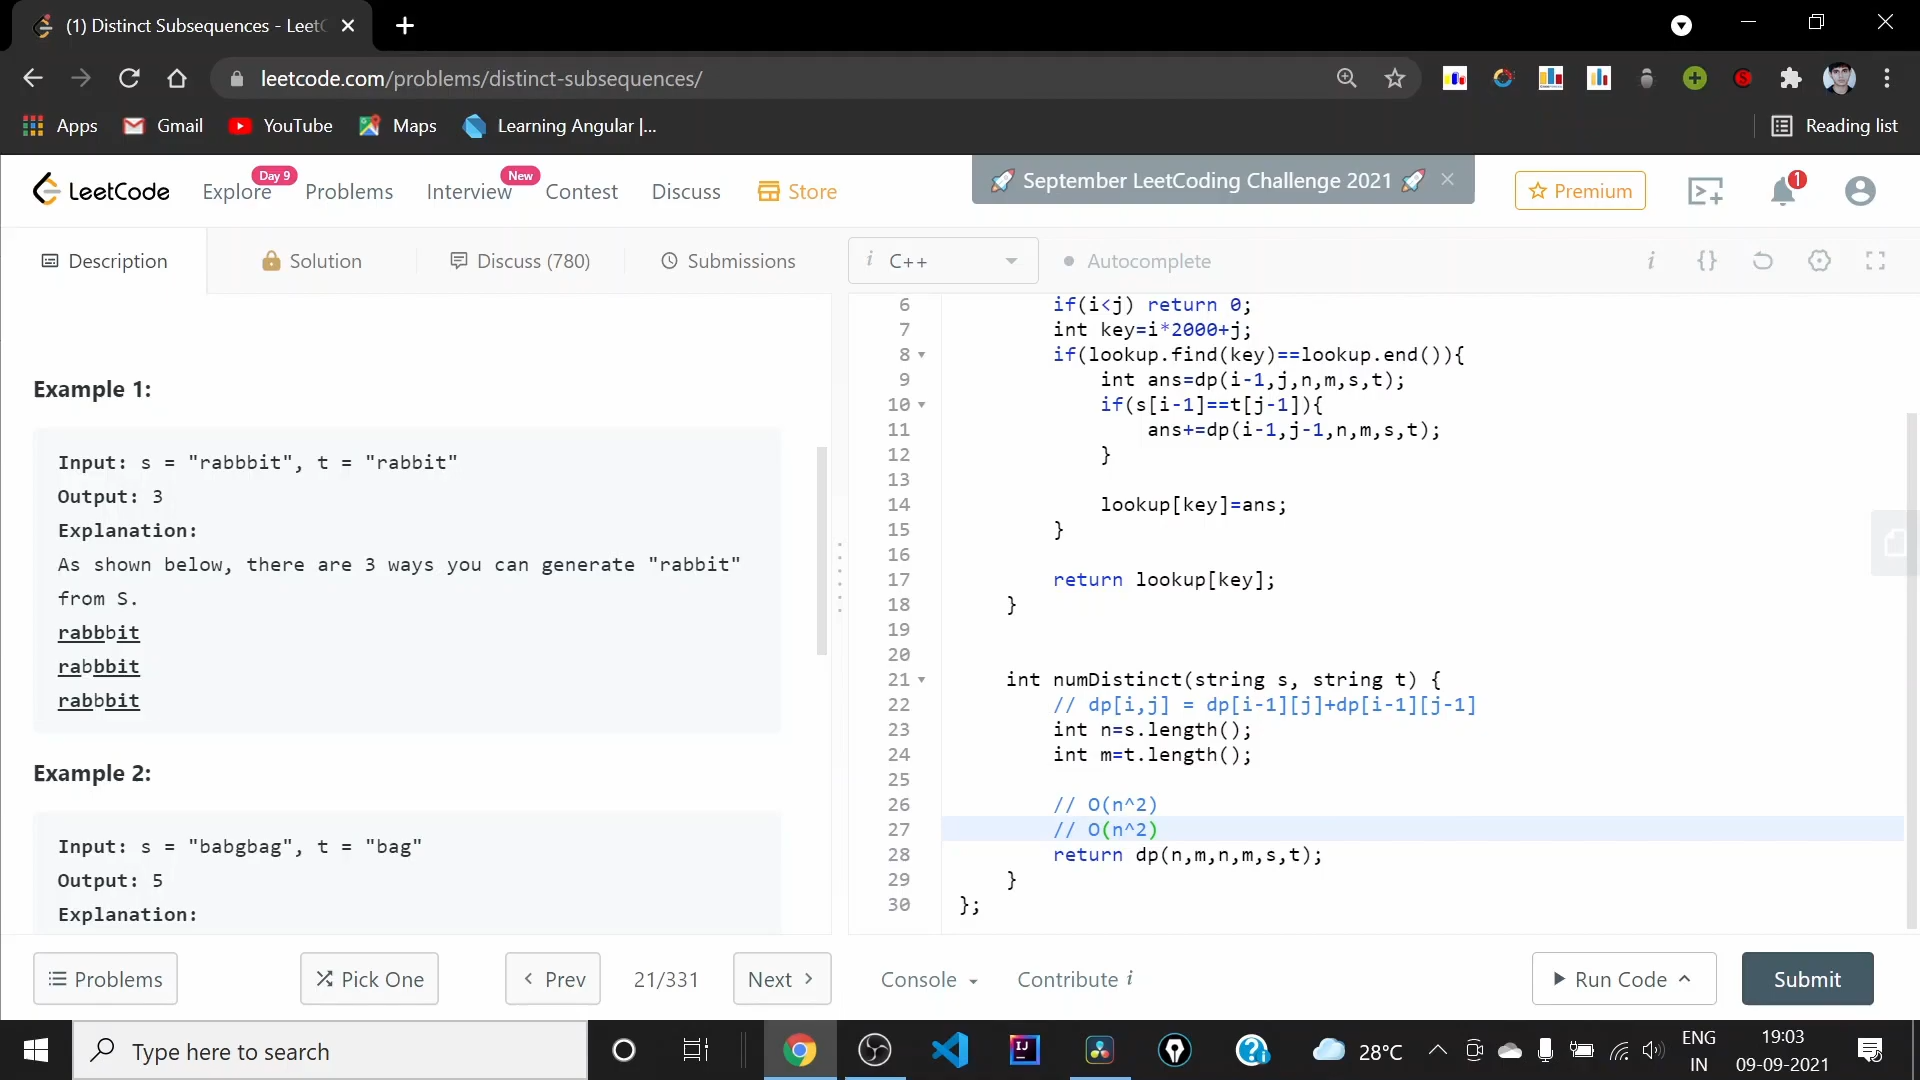 (1) Distinct Subsequences - Leet
leetcode.com/problems/distinct-subsequences/
Apps
Gmail
YouTube
Maps
Learning Angular |...
Reading list
LeetCode
Explore
Day 9
Problems
Interview
New
Contest
Discuss
Store
🚀 September LeetCoding Challenge 2021 🚀
Premium
1
Description
Solution
Discuss (780)
Submissions
i C++
Autocomplete
Example 1:
Input: s = "rabbbit", t = "rabbit"
Output: 3
Explanation:
As shown below, there are 3 ways you can generate "rabbit"
from S.
rabbbit
rabbbit
rabbbit
Example 2:
Input: s = "babgbag", t = "bag"
Output: 5
Explanation:
6 if(i<j) return 0;
7 int key=i*2000+j;
8 if(lookup.find(key)==lookup.end()){
9 int ans=dp(i-1,j,n,m,s,t);
10 if(s[i-1]==t[j-1]){
11 ans+=dp(i-1,j-1,n,m,s,t);
12 }
13
14 lookup[key]=ans;
15 }
16
17 return lookup[key];
18 }
19
20
21 int numDistinct(string s, string t) {
22 // dp[i,j] = dp[i-1][j]+dp[i-1][j-1]
23 int n=s.length();
24 int m=t.length();
25
26 // O(n^2)
27 // O(n^2)
28 return dp(n,m,n,m,s,t);
29 }
30 };
Problems
Pick One
Prev
21/331
Next
Console
Contribute i
Run Code
Submit
Type here to search
28°C
ENG
IN
19:03
09-09-2021